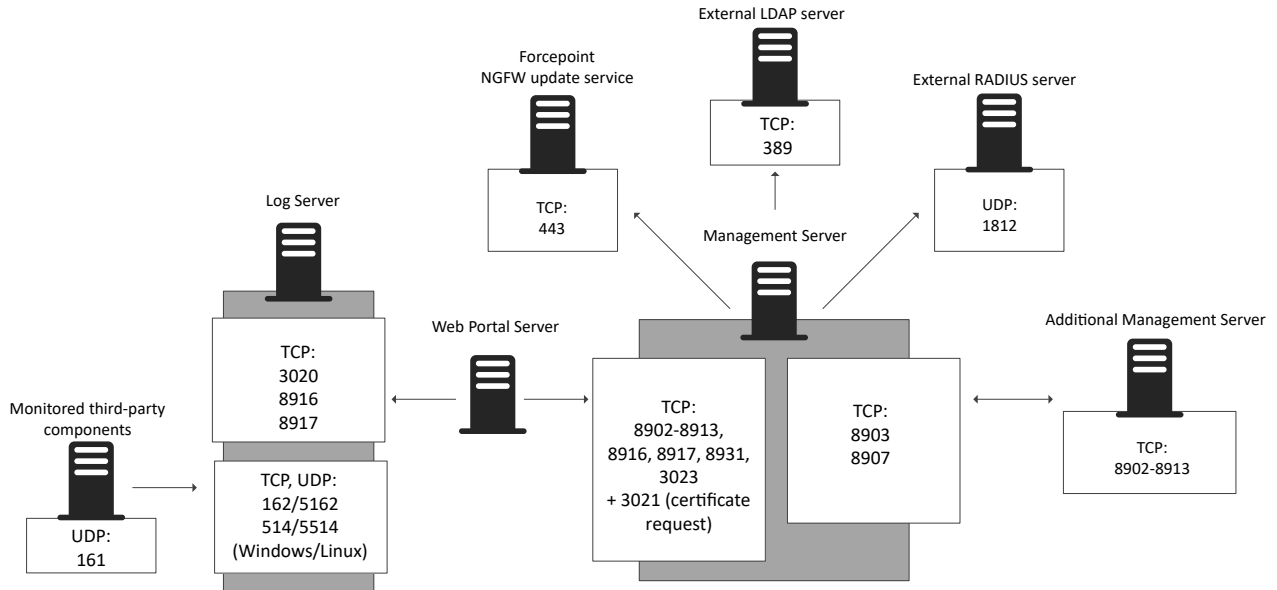 External LDAP server
TCP:
389
Forcepoint
NGFW update service
TCP:
443
External RADIUS server
UDP:
1812
Log Server
TCP:
3020
8916
8917
TCP, UDP:
162/5162
514/5514
(Windows/Linux)
Monitored third-party
components
UDP:
161
Web Portal Server
Management Server
TCP:
8902-8913,
8916, 8917, 8931,
3023
+ 3021 (certificate
request)
TCP:
8903
8907
Additional Management Server
TCP:
8902-8913